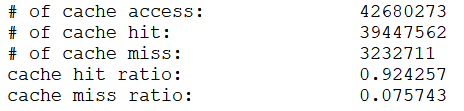 # of cache access: 42680273
# of cache hit: 39447562
# of cache miss: 3232711
cache hit ratio: 0.924257
cache miss ratio: 0.075743